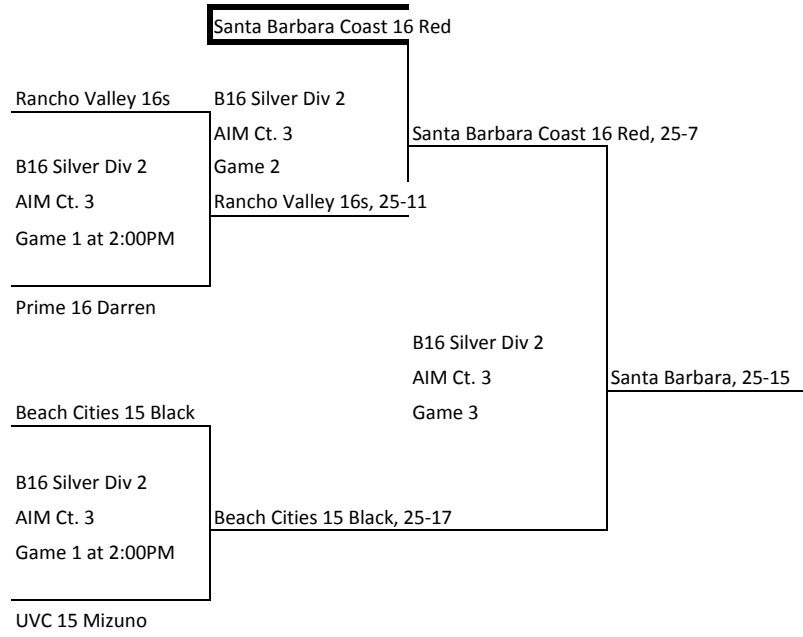 Santa Barbara Coast 16 Red
Rancho Valley 16s
B16 Silver Div 2
AIM Ct. 3
Game 2
Santa Barbara Coast 16 Red, 25-7
B16 Silver Div 2
AIM Ct. 3
Game 1 at 2:00PM
Rancho Valley 16s, 25-11
Prime 16 Darren
B16 Silver Div 2
AIM Ct. 3
Game 3
Santa Barbara, 25-15
Beach Cities 15 Black
B16 Silver Div 2
AIM Ct. 3
Game 1 at 2:00PM
Beach Cities 15 Black, 25-17
UVC 15 Mizuno